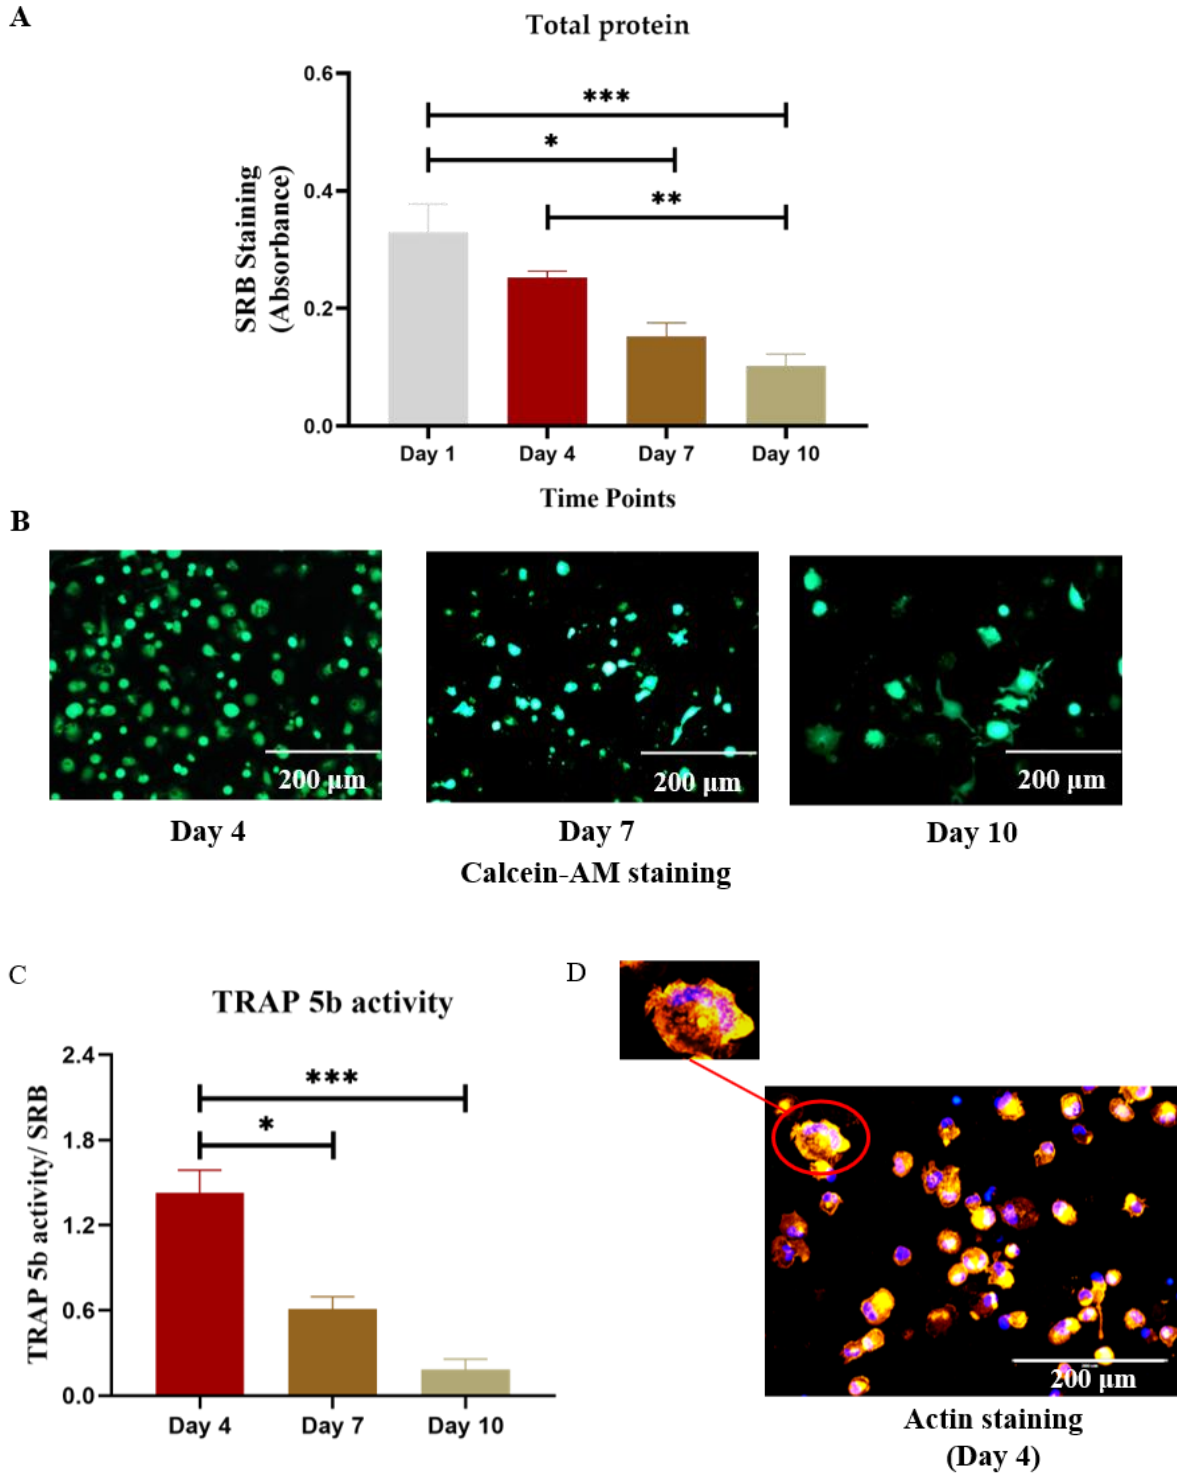 A
Total protein
0.6
0.4
0.2
0.0
SRB Staining
(Absorbance)
***
*
**
Day 1
Day 4
Day 7
Day 10
Time Points
B
200 μm
200 μm
200 μm
Day 4
Day 7
Day 10
Calcein-AM staining
C
TRAP 5b activity
2.4
1.8
1.2
0.6
0.0
TRAP 5b activity/ SRB
***
*
Day 4
Day 7
Day 10
D
200 μm
Actin staining
(Day 4)